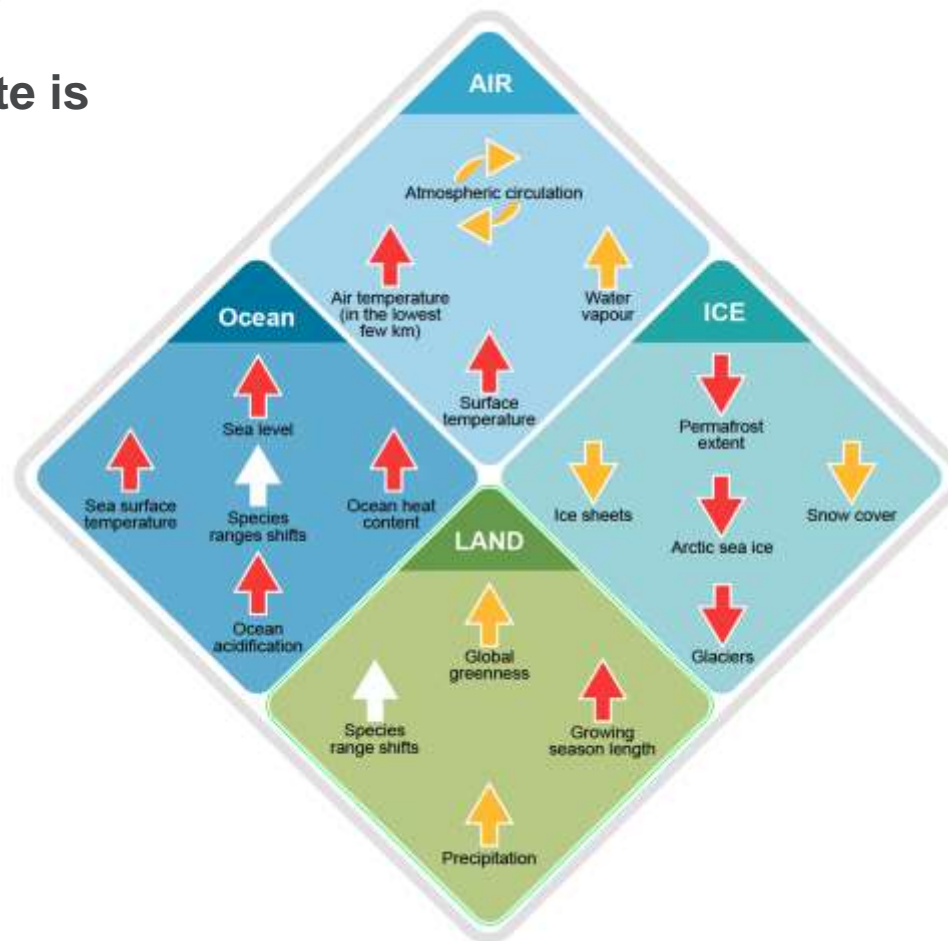 te is
AIR
Atmospheric circulation
Air temperature
(in the lowest
few km)
Water
vapour
Surface
temperature
Ocean
Sea level
Sea surface
temperature
Species
ranges shifts
Ocean heat
content
Ocean
acidification
ICE
Permafrost
extent
Ice sheets
Arctic sea ice
Snow cover
Glaciers
LAND
Global
greenness
Species
range shifts
Growing
season length
Precipitation